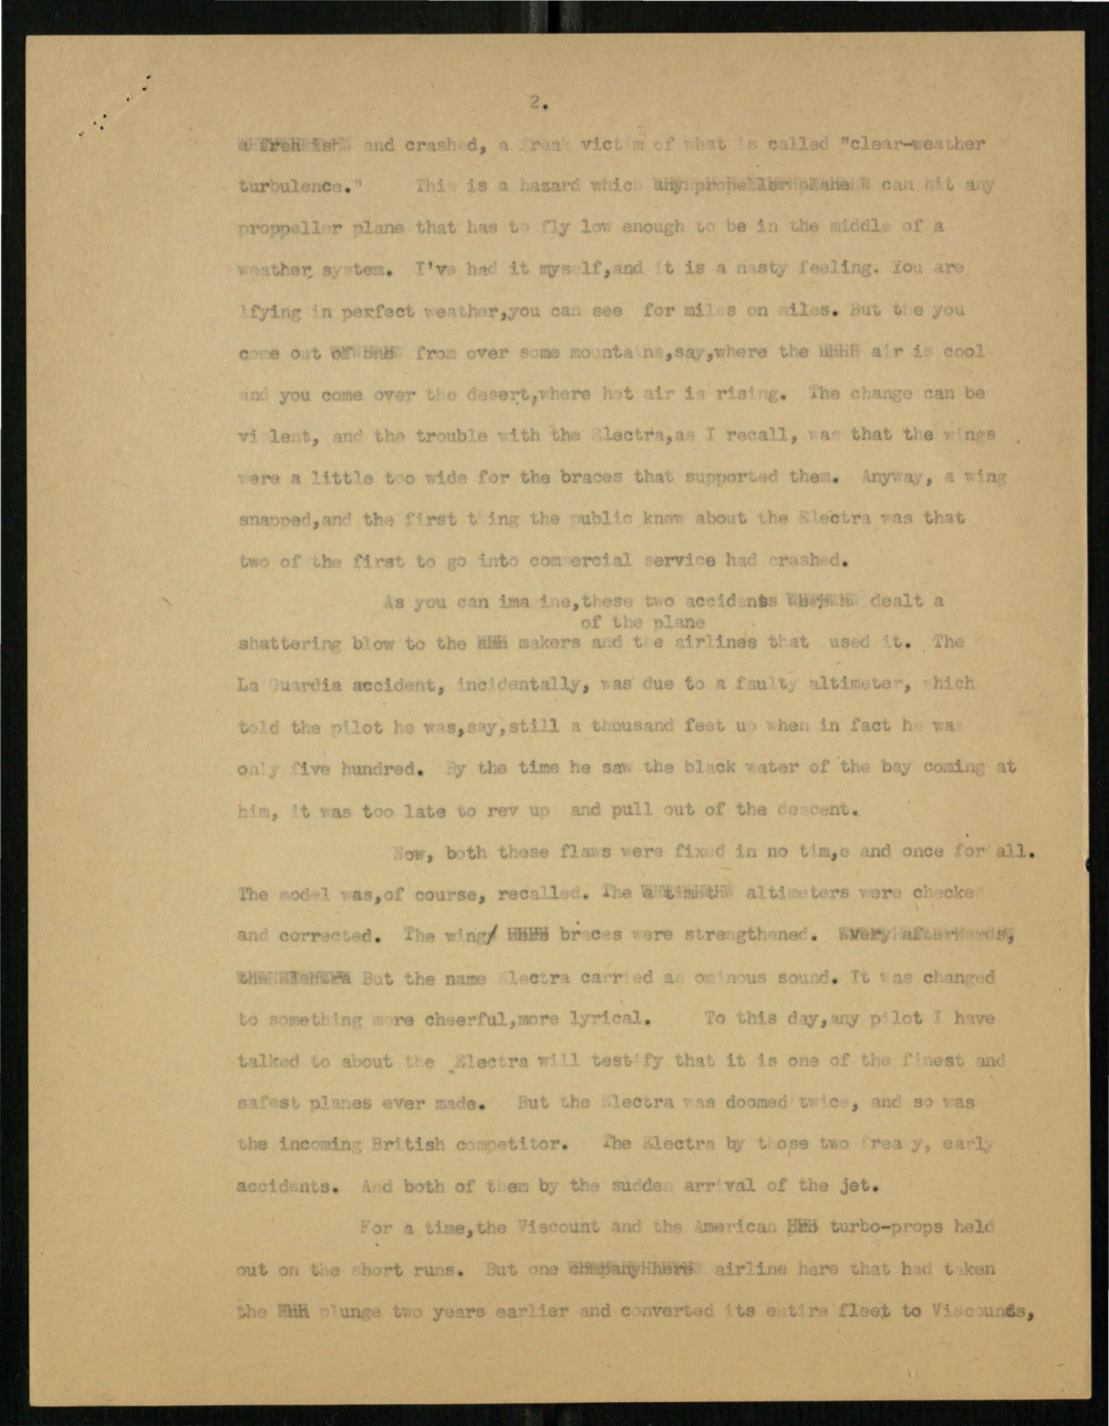 2.
and crashed, a freak victim of what is called "clear-weather
turbulence." This is a hazard which can hit any
proppeller plane that has to fly low enough to be in the middle of a
weather system. I've had it myself,and it is a nasty feeling. You are
lfying in perfect weather,you can see for miles on miles. But the you
come out from over some mountains,say,where the air is cool
and you come over the desert,where hot air is rising. The change can be
violent, and the trouble with the Electra,as I recall, was that the wings
were a little too wide for the braces that supported them. Anyway, a wing
snapped,and the first thing the public knew about the Electra was that
two of the first to go into commercial service had crashed.
As you can imagine,these two accidents dealt a
of the plane
shattering blow to the makers and the airlines that used it. The
La Guardia accident, incidentally, was due to a faulty altimeter, which
told the pilot he was,say,still a thousand feet up when in fact he was
only five hundred. By the time he saw the black water of the bay coming at
him, it was too late to rev up and pull out of the descent.
Now, both these flaws were fixed in no tim,e and once for all.
The model was,of course, recalled. The altimeters were checked
and corrected. The wing braces were strengthened.
But the name Electra carried an ominous sound. It was changed
to something more cheerful,more lyrical. To this day,any pilot I have
talked to about the Electra will testify that it is one of the finest and
safest planes ever made. But the Electra was doomed twice, and so was
the incoming British competitor. The Electra by those two freaky, early
accidents. And both of them by the sudden arrival of the jet.
For a time,the Viscount and the American turbo-props held
out on the short runs. But one airline here that had taken
the plunge two years earlier and converted its entire fleet to Viscounts,